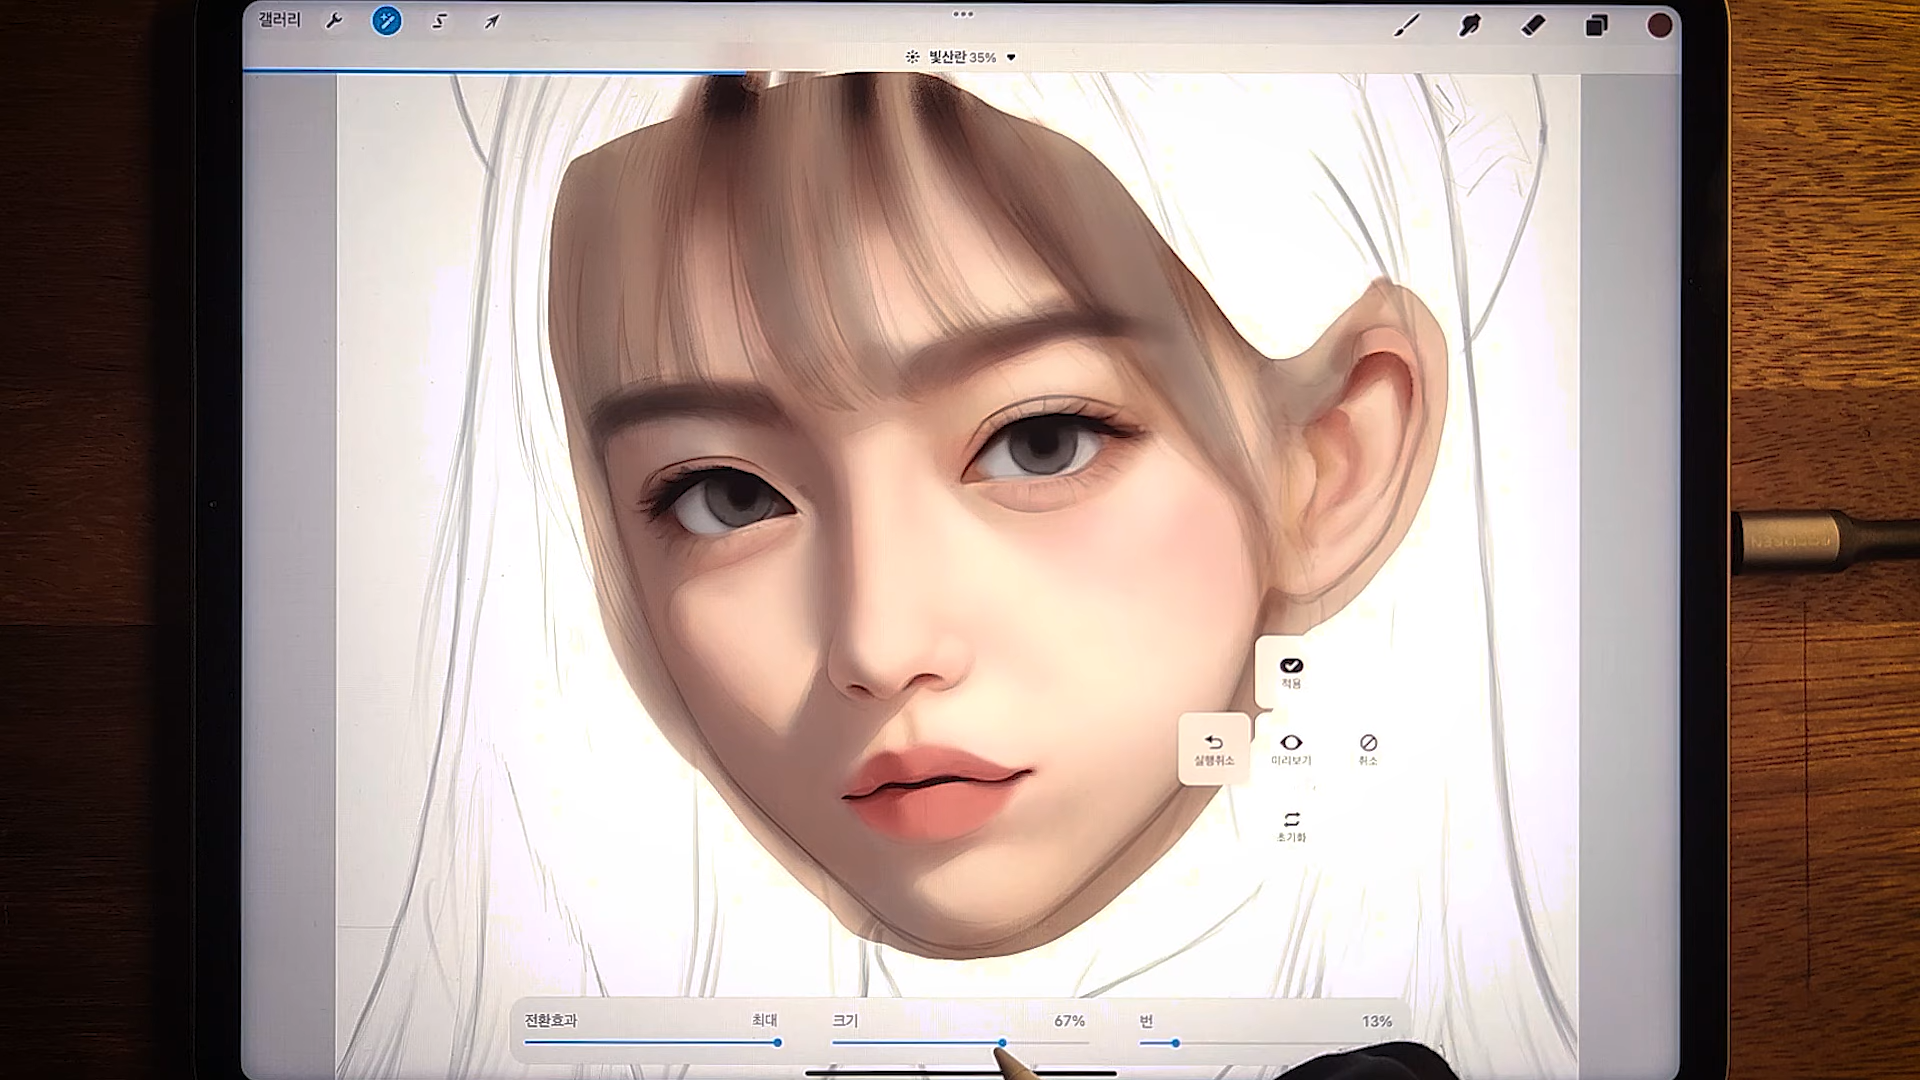 갤러리
빛산란 35%
적용
실행취소
미리보기
취소
초기화
전환효과 최대
크기 67%
번 13%